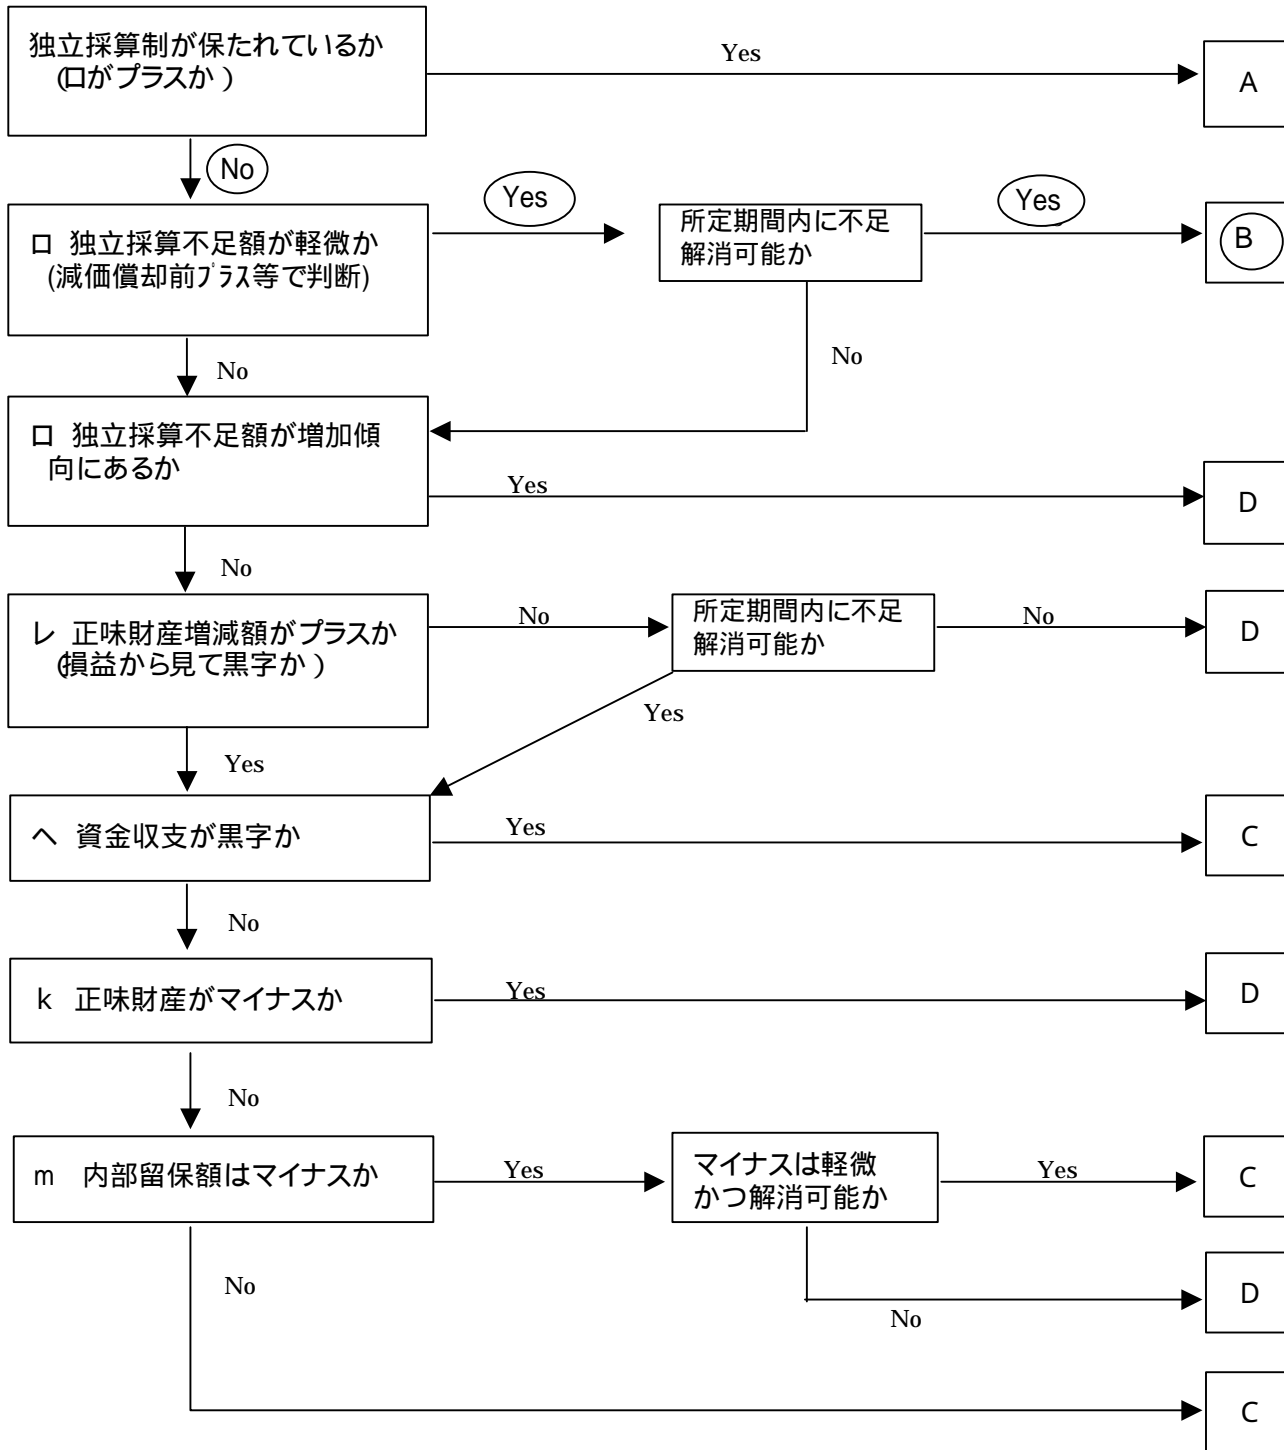 独立採算制が保たれているか
(ロがプラスか)
Yes
A
No
ロ 独立採算不足額が軽微か
(減価償却前プラス等で判断)
Yes
所定期間内に不足
解消可能か
Yes
B
No
No
ロ 独立採算不足額が増加傾
向にあるか
Yes
D
No
レ 正味財産増減額がプラスか
(損益から見て黒字か)
No
所定期間内に不足
解消可能か
No
D
Yes
Yes
ヘ 資金収支が黒字か
Yes
C
No
k 正味財産がマイナスか
Yes
D
No
m 内部留保額はマイナスか
Yes
マイナスは軽微
かつ解消可能か
Yes
C
No
No
D
C